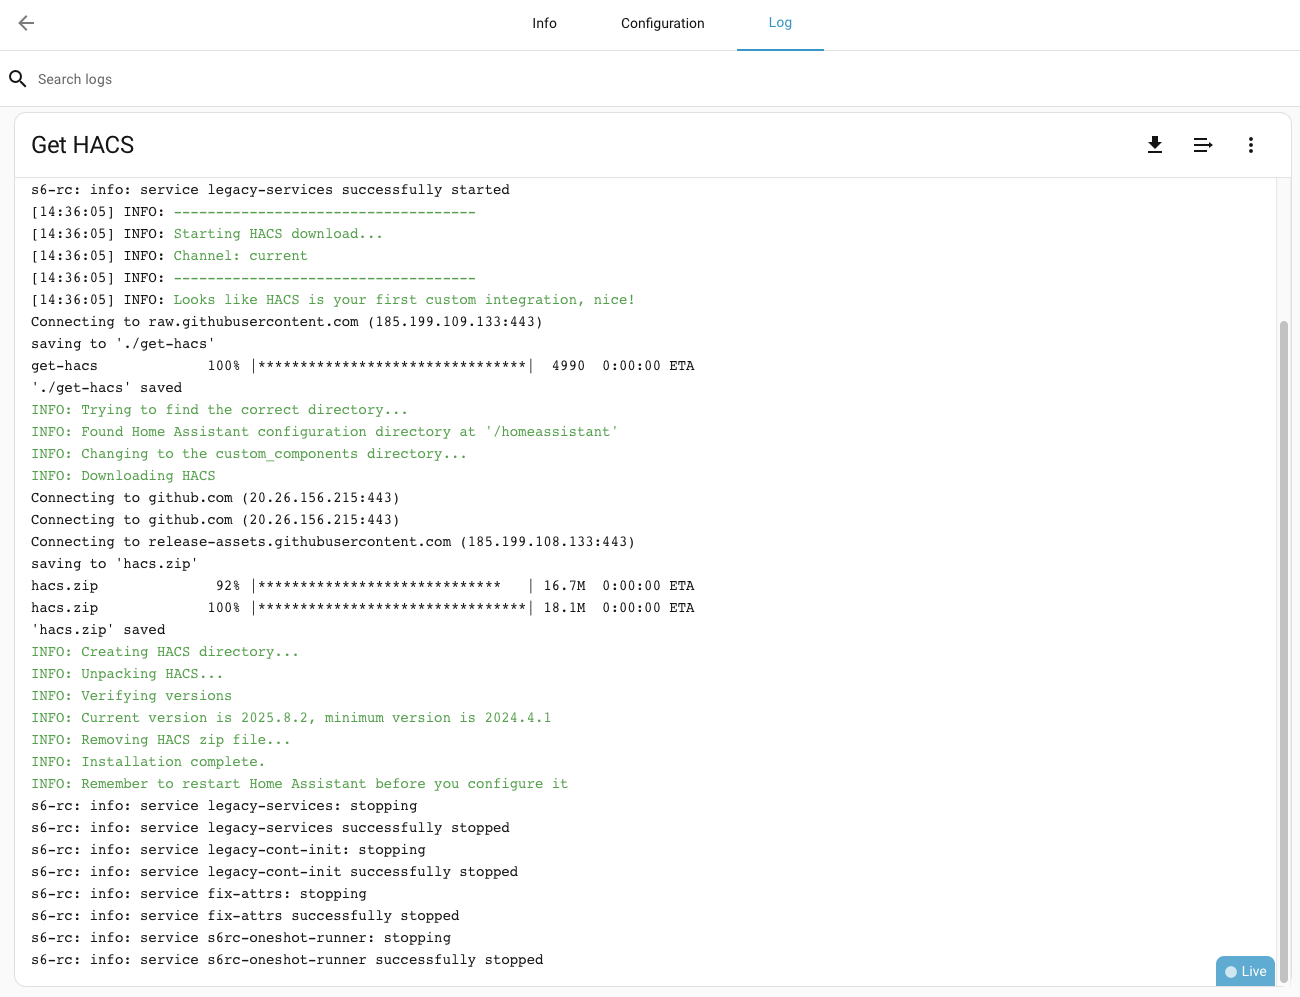 Info
Configuration
Log
Search logs
Get HACS
s6-rc: info: service legacy-services successfully started
[14:36:05] INFO: ------------------------------------
[14:36:05] INFO: Starting HACS download...
[14:36:05] INFO: Channel: current
[14:36:05] INFO: ------------------------------------
[14:36:05] INFO: Looks like HACS is your first custom integration, nice!
Connecting to raw.githubusercontent.com (185.199.109.133:443)
saving to './get-hacs'
get-hacs             100% |********************************|  4990  0:00:00 ETA
'./get-hacs' saved
INFO: Trying to find the correct directory...
INFO: Found Home Assistant configuration directory at '/homeassistant'
INFO: Changing to the custom_components directory...
INFO: Downloading HACS
Connecting to github.com (20.26.156.215:443)
Connecting to github.com (20.26.156.215:443)
Connecting to release-assets.githubusercontent.com (185.199.108.133:443)
saving to 'hacs.zip'
hacs.zip              92% |*****************************   | 16.7M  0:00:00 ETA
hacs.zip             100% |********************************| 18.1M  0:00:00 ETA
'hacs.zip' saved
INFO: Creating HACS directory...
INFO: Unpacking HACS...
INFO: Verifying versions
INFO: Current version is 2025.8.2, minimum version is 2024.4.1
INFO: Removing HACS zip file...
INFO: Installation complete.
INFO: Remember to restart Home Assistant before you configure it
s6-rc: info: service legacy-services: stopping
s6-rc: info: service legacy-services successfully stopped
s6-rc: info: service legacy-cont-init: stopping
s6-rc: info: service legacy-cont-init successfully stopped
s6-rc: info: service fix-attrs: stopping
s6-rc: info: service fix-attrs successfully stopped
s6-rc: info: service s6rc-oneshot-runner: stopping
s6-rc: info: service s6rc-oneshot-runner successfully stopped
Live